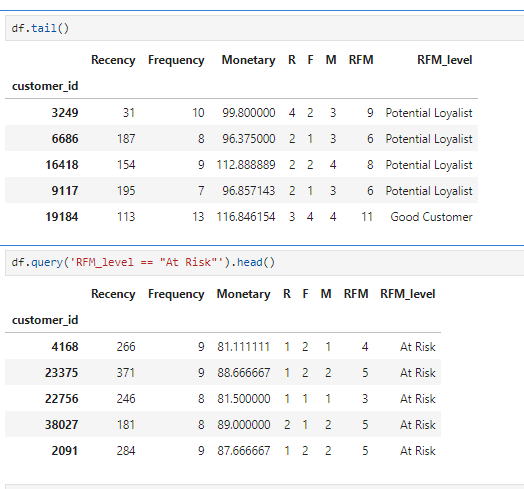 df.tail()
Recency Frequency Monetary R F M RFM RFM_level
customer_id
3249 31 10 99.800000 4 2 3 9 Potential Loyalist
6686 187 8 96.375000 2 1 3 6 Potential Loyalist
16418 154 9 112.888889 2 2 4 8 Potential Loyalist
9117 195 7 96.857143 2 1 3 6 Potential Loyalist
19184 113 13 116.846154 3 4 4 11 Good Customer
df.query('RFM_level == "At Risk"').head()
Recency Frequency Monetary R F M RFM RFM_level
customer_id
4168 266 9 81.111111 1 2 1 4 At Risk
23375 371 9 88.666667 1 2 2 5 At Risk
22756 246 8 81.500000 1 1 1 3 At Risk
38027 181 8 89.000000 2 1 2 5 At Risk
2091 284 9 87.666667 1 2 2 5 At Risk